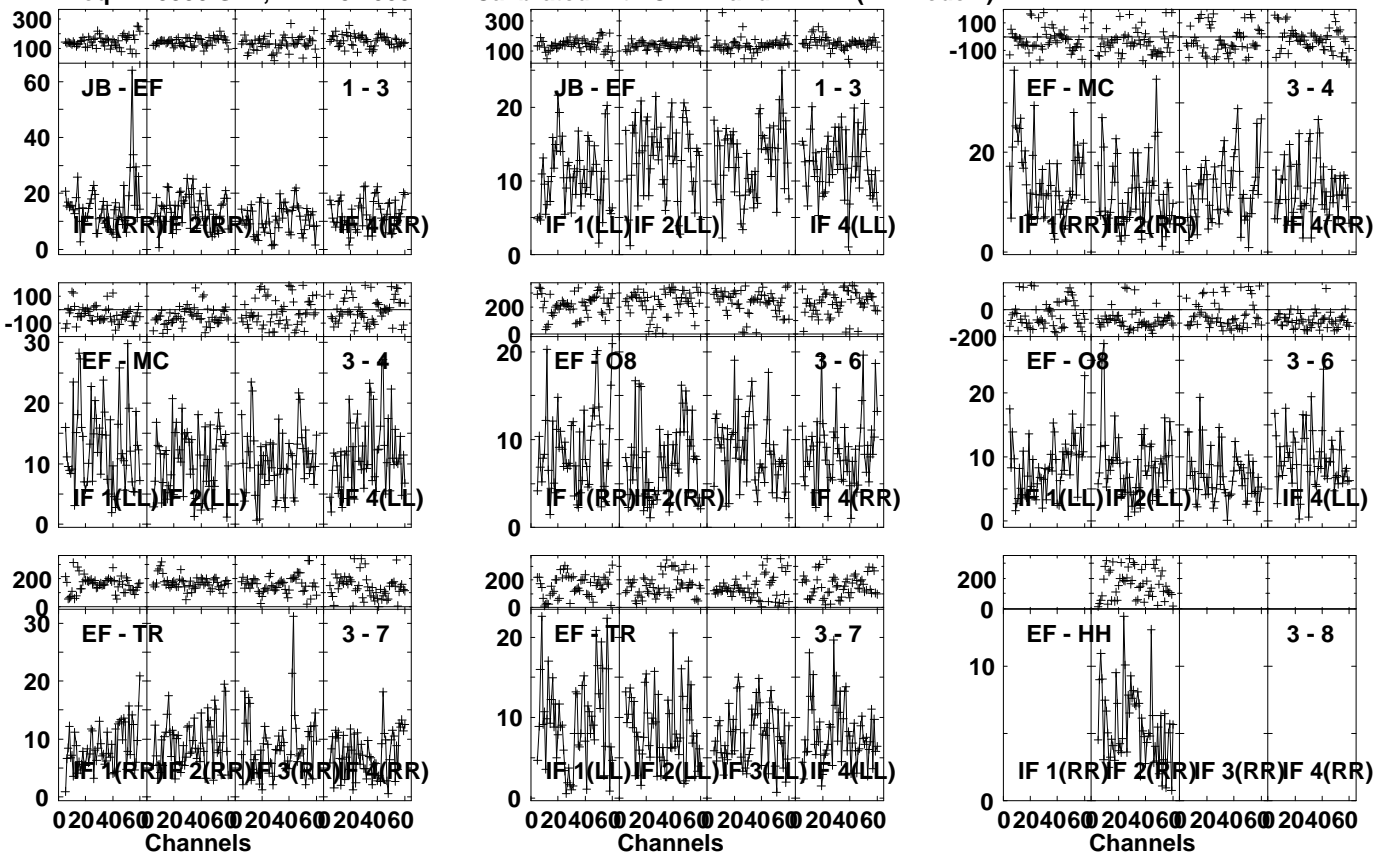 300
100
300
100
100
-100
60
40
20
0
JB - EF 1 - 3
IF 1(RR) IF 2(RR) IF 4(RR)
20
10
0
JB - EF 1 - 3
IF 1(LL) IF 2(LL) IF 4(LL)
20
0
EF - MC 3 - 4
IF 1(RR) IF 2(RR) IF 4(RR)
100
-100
200
0
0
-200
30
20
10
0
EF - MC 3 - 4
IF 1(LL) IF 2(LL) IF 4(LL)
20
10
0
EF - O8 3 - 6
IF 1(RR) IF 2(RR) IF 4(RR)
20
10
0
EF - O8 3 - 6
IF 1(LL) IF 2(LL) IF 4(LL)
200
0
200
0
200
0
30
20
10
0
EF - TR 3 - 7
IF 1(RR) IF 2(RR) IF 3(RR) IF 4(RR)
20
10
0
EF - TR 3 - 7
IF 1(LL) IF 2(LL) IF 3(LL) IF 4(LL)
10
0
EF - HH 3 - 8
IF 1(RR) IF 2(RR) IF 3(RR) IF 4(RR)
0 20 40 60 0 20 40 60 0 20 40 60 0 20 40 60
0 20 40 60 0 20 40 60 0 20 40 60 0 20 40 60
0 20 40 60 0 20 40 60 0 20 40 60 0 20 40 60
Channels
Channels
Channels